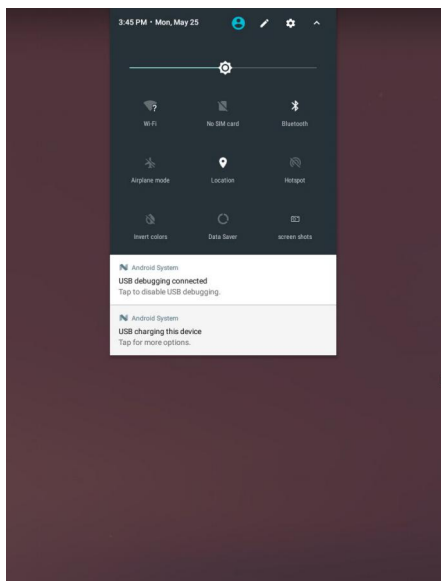 3:45 PM • Mon, May 25
?
Wi-Fi
No SIM card
Bluetooth
Airplane mode
Location
Hotspot
Invert colors
Data Saver
screen shots
Android System
USB debugging connected
Tap to disable USB debugging.
Android System
USB charging this device
Tap for more options.